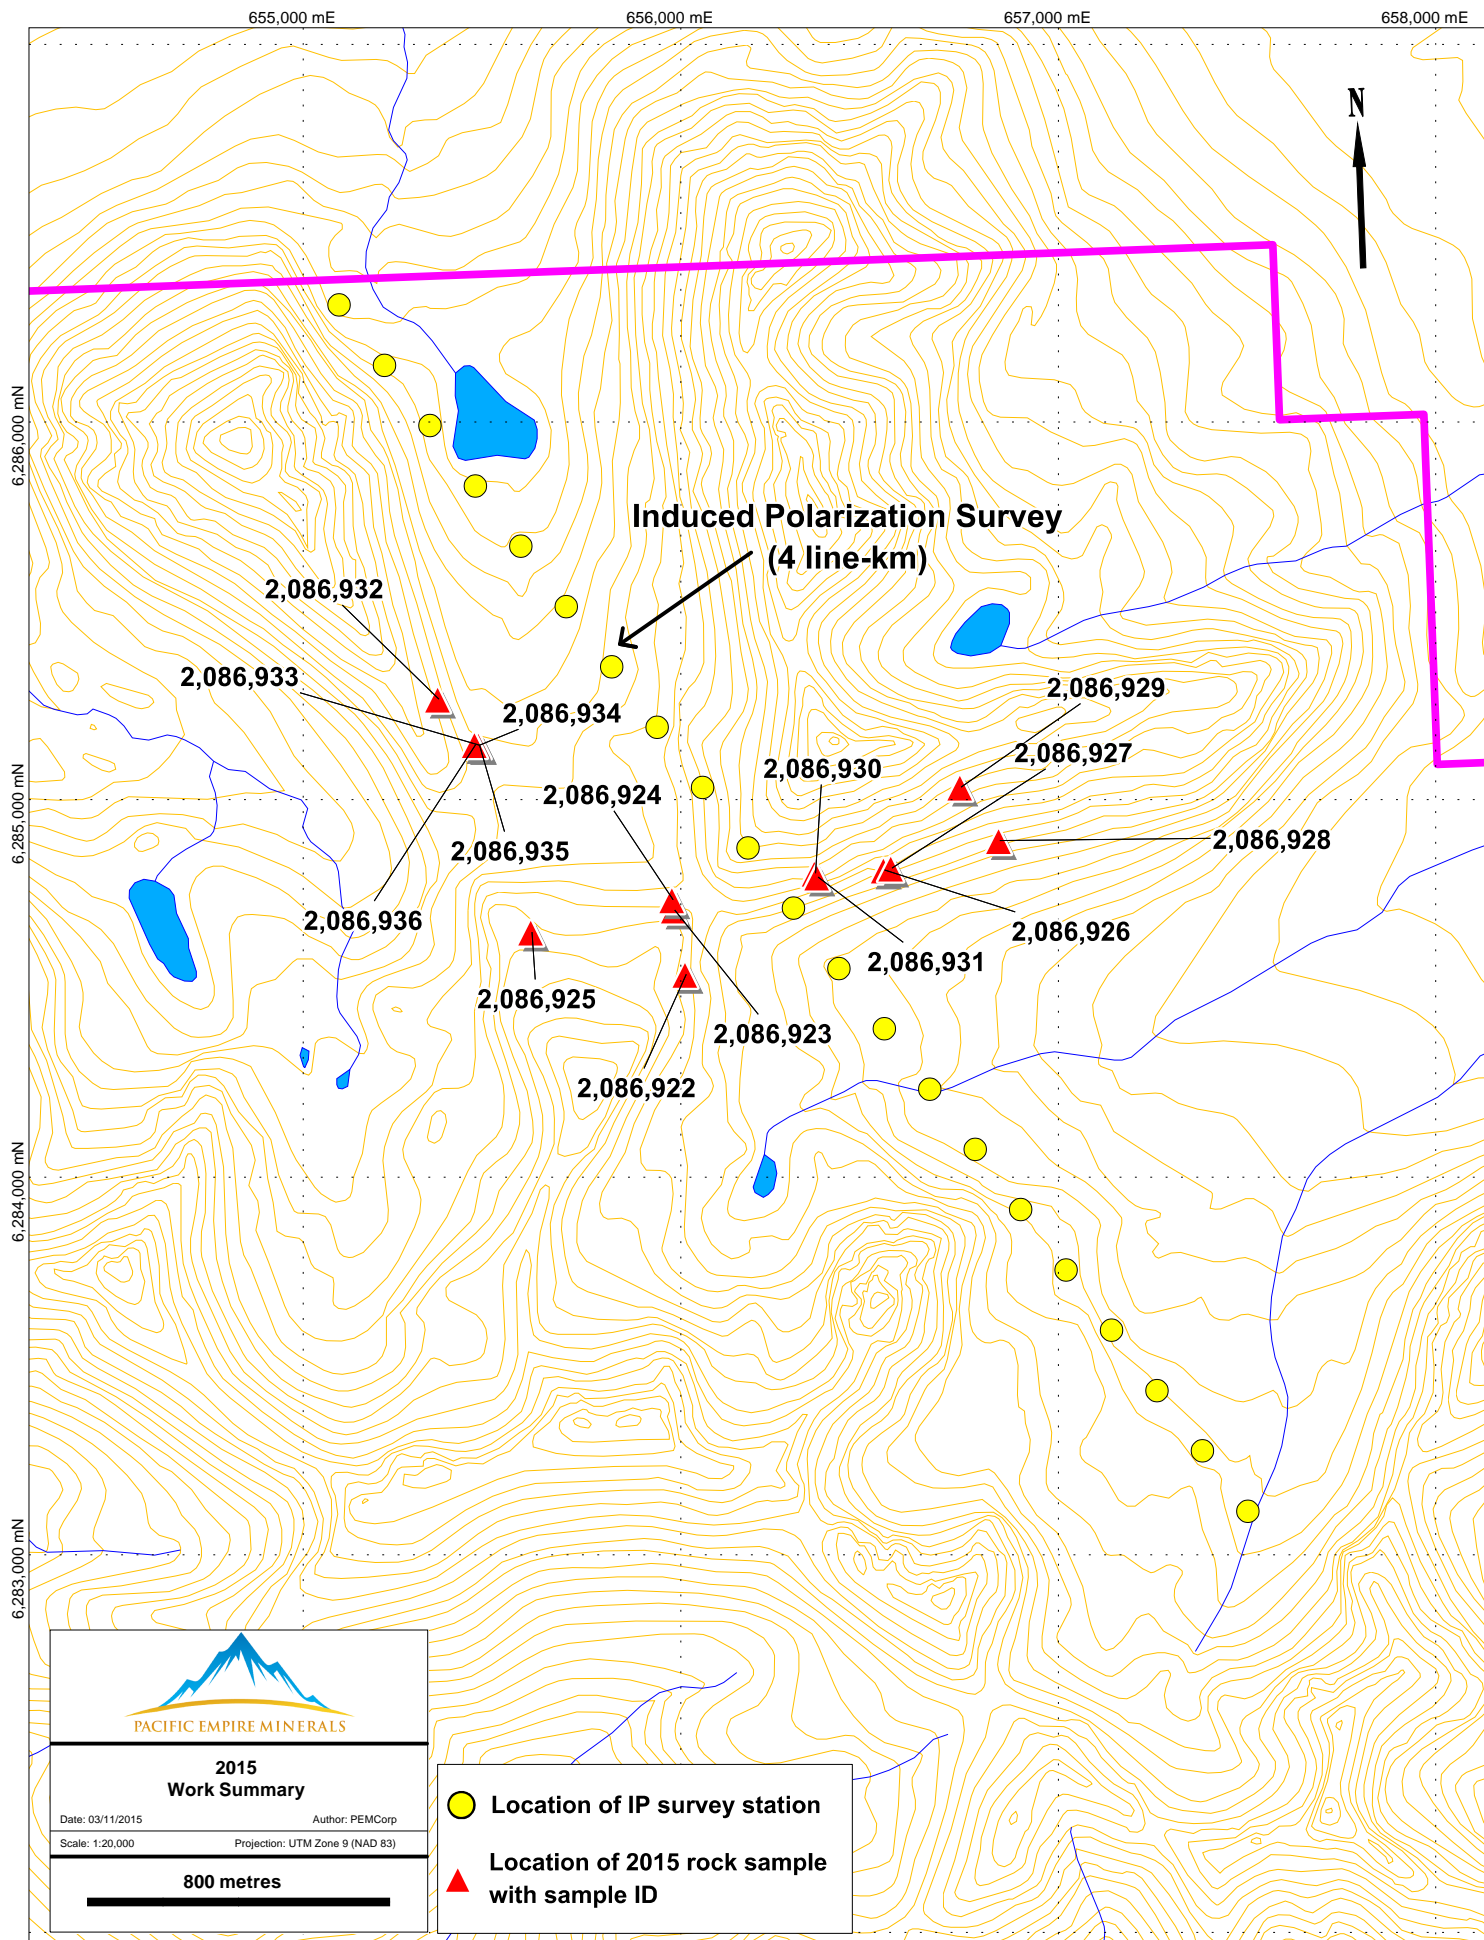 655,000 mE
656,000 mE
657,000 mE
658,000 mE
N
6,286,000 mN
Induced Polarization Survey
(4 line-km)
2,086,932
2,086,933
2,086,929
2,086,934
2,086,927
2,086,930
2,086,924
6,285,000 mN
2,086,928
2,086,935
2,086,936
2,086,926
2,086,931
2,086,925
2,086,923
2,086,922
6,284,000 mN
6,283,000 mN
PACIFIC EMPIRE MINERALS
2015
Work Summary
Date: 03/11/2015
Author: PEMCorp
Scale: 1:20,000
Projection: UTM Zone 9 (NAD 83)
800 metres
Location of IP survey station
Location of 2015 rock sample
with sample ID